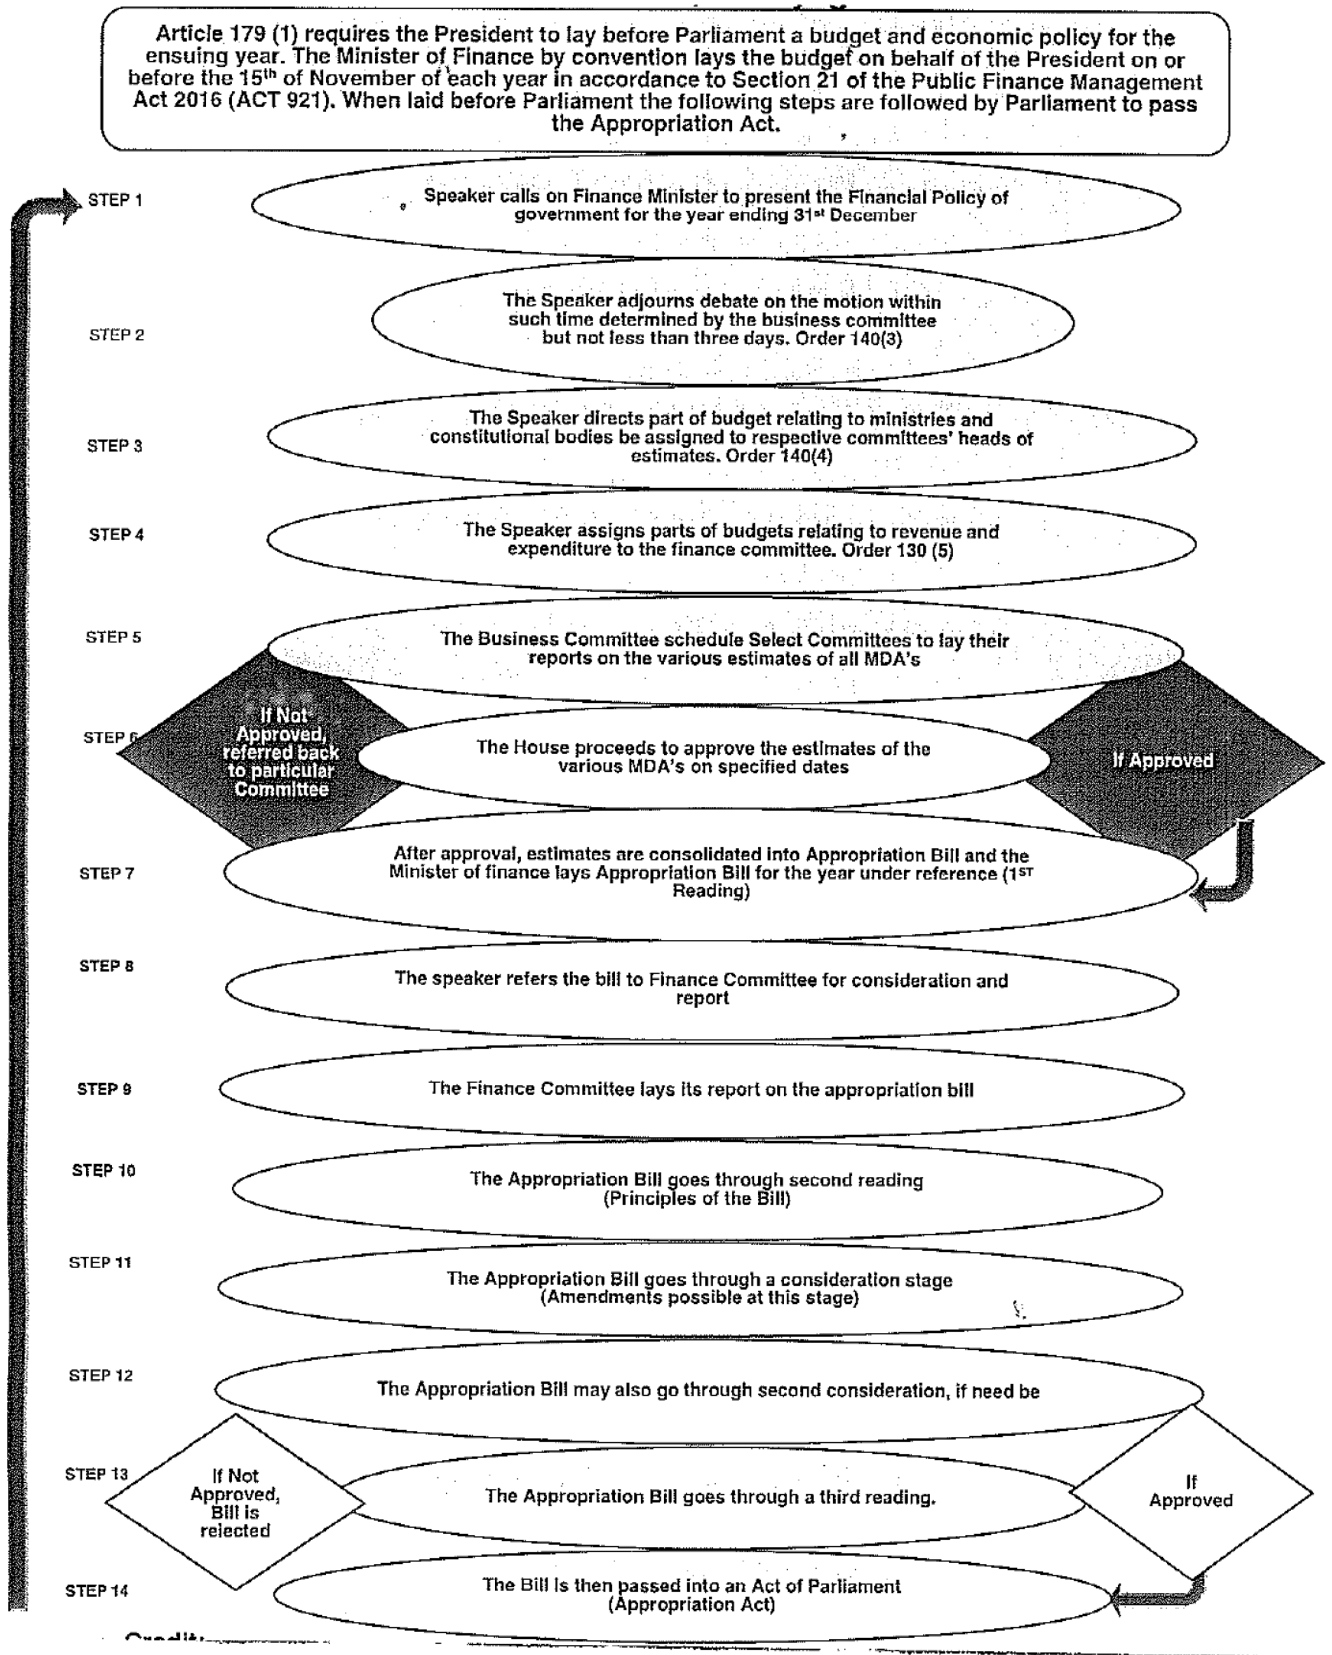 Article 179 (1) requires the President to lay before Parliament a budget and economic policy for the
ensuing year. The Minister of Finance by convention lays the budget on behalf of the President on or
before the 15th of November of each year in accordance to Section 21 of the Public Finance Management
Act 2016 (ACT 921). When laid before Parliament the following steps are followed by Parliament to pass
the Appropriation Act.
STEP 1
Speaker calls on Finance Minister to present the Financial Policy of
government for the year ending 31st December
STEP 2
The Speaker adjourns debate on the motion within
such time determined by the business committee
but not less than three days. Order 140(3)
STEP 3
The Speaker directs part of budget relating to ministries and
constitutional bodies be assigned to respective committees' heads of
estimates. Order 140(4)
STEP 4
The Speaker assigns parts of budgets relating to revenue and
expenditure to the finance committee. Order 130 (5)
STEP 5
The Business Committee schedule Select Committees to lay their
reports on the various estimates of all MDA's
STEP 6
If Not
Approved,
referred back
to particular
Committee
The House proceeds to approve the estimates of the
various MDA's on specified dates
If Approved
STEP 7
After approval, estimates are consolidated into Appropriation Bill and the
Minister of finance lays Appropriation Bill for the year under reference (1ST
Reading)
STEP 8
The speaker refers the bill to Finance Committee for consideration and
report
STEP 9
The Finance Committee lays its report on the appropriation bill
STEP 10
The Appropriation Bill goes through second reading
(Principles of the Bill)
STEP 11
The Appropriation Bill goes through a consideration stage
(Amendments possible at this stage)
STEP 12
The Appropriation Bill may also go through second consideration, if need be
STEP 13
If Not
Approved,
Bill is
rejected
The Appropriation Bill goes through a third reading.
If
Approved
STEP 14
The Bill is then passed into an Act of Parliament
(Appropriation Act)